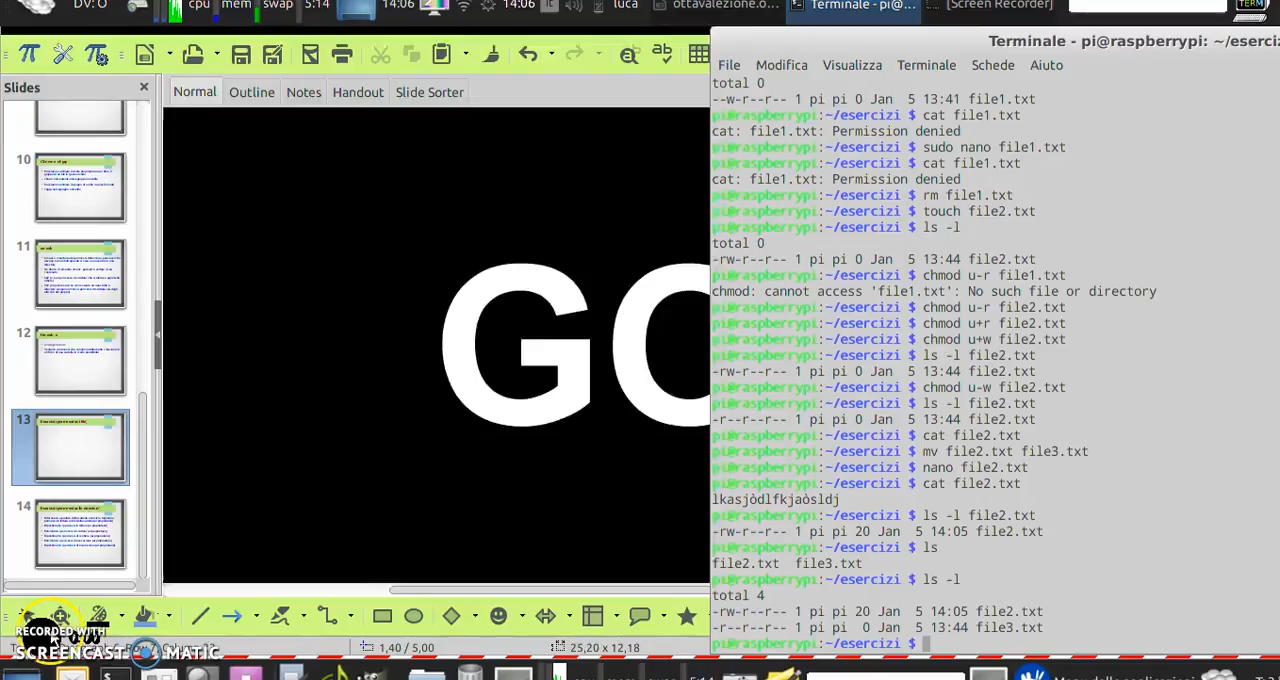 DV: O
cpu mem swap 5:14 14:06 14:06 luca ottavalezione.o... Terminale - pi@... [Screen Recorder]
TERM
Terminale - pi@raspberrypi: ~/eserciz
File Modifica Visualizza Terminale Schede Aiuto
Slides
Normal Outline Notes Handout Slide Sorter
10
11
12
13
14
GO
total 0
--w-r--r-- 1 pi pi 0 Jan  5 13:41 file1.txt
pi@raspberrypi:~/esercizi $ cat file1.txt
cat: file1.txt: Permission denied
pi@raspberrypi:~/esercizi $ sudo nano file1.txt
pi@raspberrypi:~/esercizi $ cat file1.txt
cat: file1.txt: Permission denied
pi@raspberrypi:~/esercizi $ rm file1.txt
pi@raspberrypi:~/esercizi $ touch file2.txt
pi@raspberrypi:~/esercizi $ ls -l
total 0
-rw-r--r-- 1 pi pi 0 Jan  5 13:44 file2.txt
pi@raspberrypi:~/esercizi $ chmod u-r file1.txt
chmod: cannot access 'file1.txt': No such file or directory
pi@raspberrypi:~/esercizi $ chmod u-r file2.txt
pi@raspberrypi:~/esercizi $ chmod u+r file2.txt
pi@raspberrypi:~/esercizi $ chmod u+w file2.txt
pi@raspberrypi:~/esercizi $ ls -l file2.txt
-rw-r--r-- 1 pi pi 0 Jan  5 13:44 file2.txt
pi@raspberrypi:~/esercizi $ chmod u-w file2.txt
pi@raspberrypi:~/esercizi $ ls -l file2.txt
-r--r--r-- 1 pi pi 0 Jan  5 13:44 file2.txt
pi@raspberrypi:~/esercizi $ cat file2.txt
pi@raspberrypi:~/esercizi $ mv file2.txt file3.txt
pi@raspberrypi:~/esercizi $ nano file2.txt
pi@raspberrypi:~/esercizi $ cat file2.txt
lkasjòdlfkjaòsldj
pi@raspberrypi:~/esercizi $ ls -l file2.txt
-rw-r--r-- 1 pi pi 20 Jan  5 14:05 file2.txt
pi@raspberrypi:~/esercizi $ ls
file2.txt  file3.txt
pi@raspberrypi:~/esercizi $ ls -l
total 4
-rw-r--r-- 1 pi pi 20 Jan  5 14:05 file2.txt
-r--r--r-- 1 pi pi  0 Jan  5 13:44 file3.txt
pi@raspberrypi:~/esercizi $
RECORDED WITH
SCREENCAST MATIC
1,40 / 5,00
25,20 x 12,18